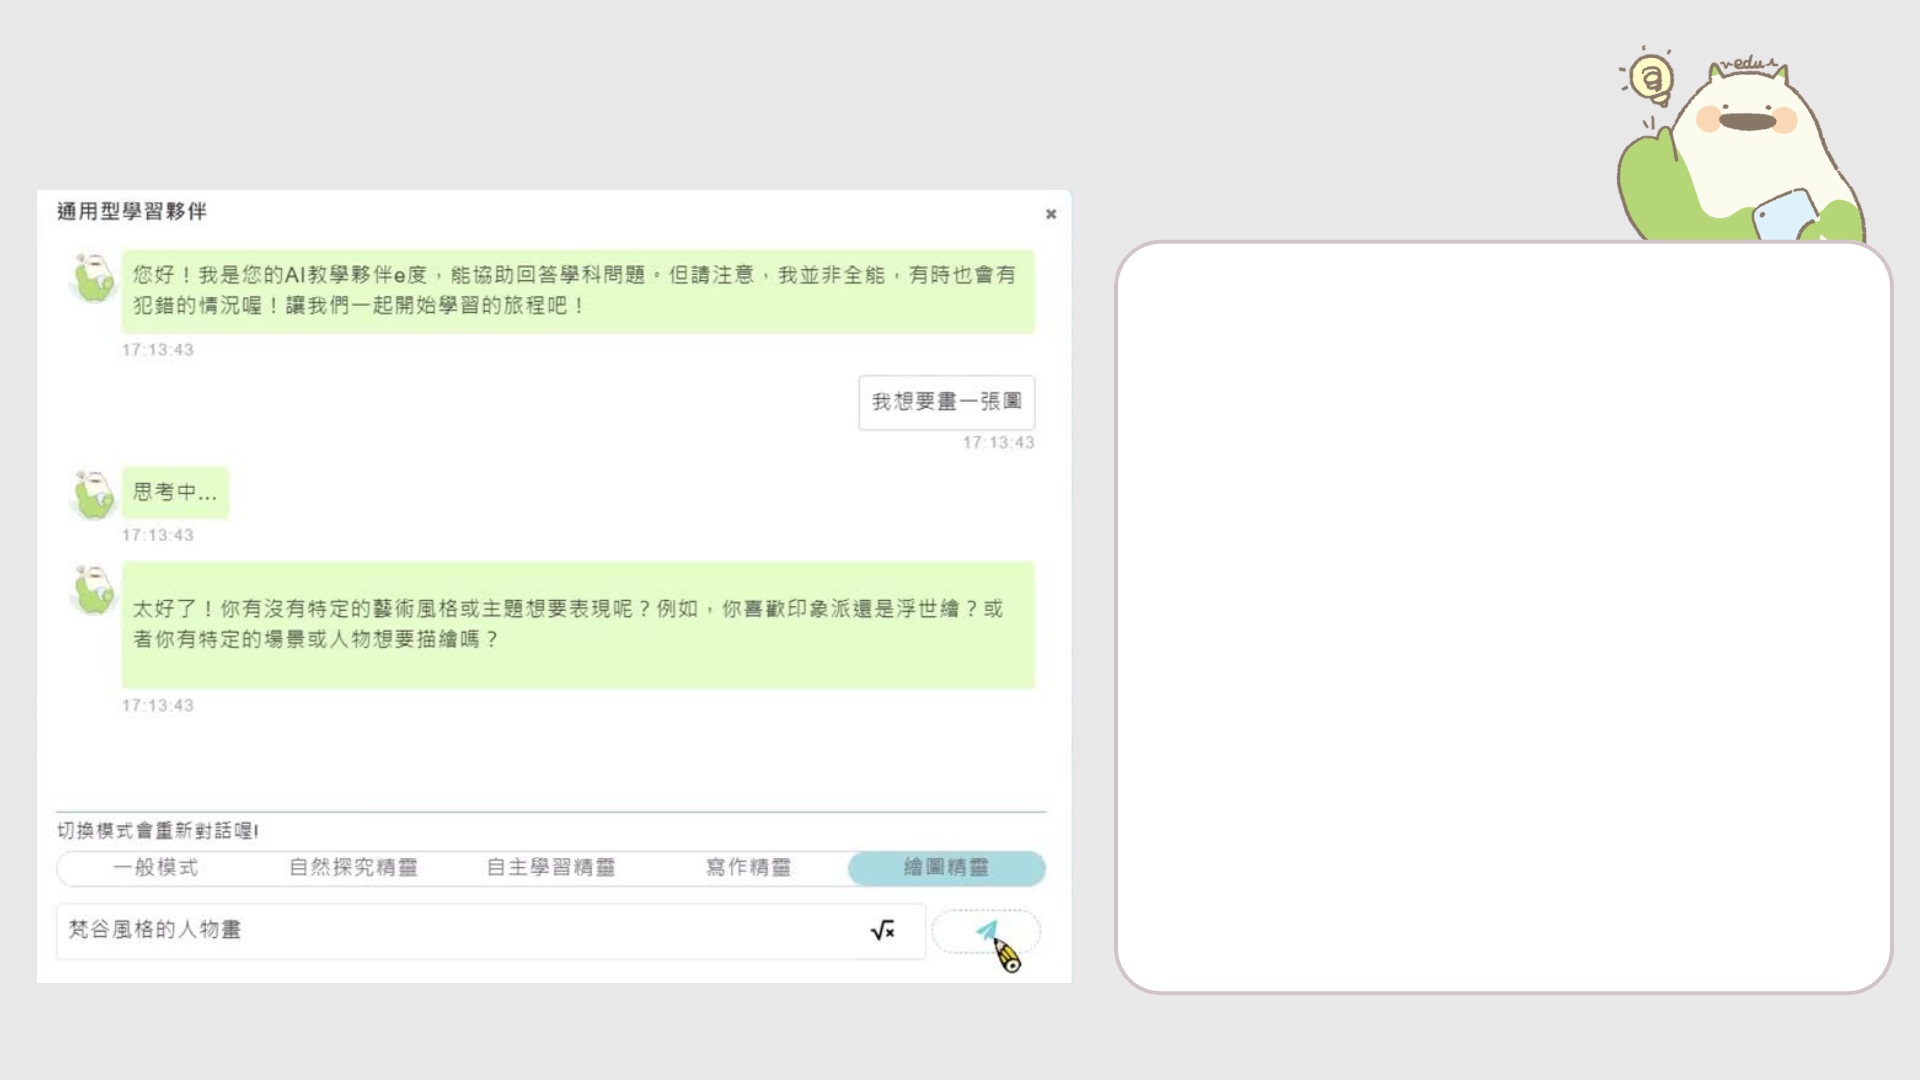 vedu
通用型學習夥伴
您好！我是您的AI教學夥伴e度，能協助回答學科問題。但請注意，我並非全能，有時也會有
犯錯的情況喔！讓我們一起開始學習的旅程吧！
17:13:43
我想要畫一張圖
17:13:43
思考中...
17:13:43
太好了！你有沒有特定的藝術風格或主題想要表現呢？例如，你喜歡印象派還是浮世繪？或
者你有特定的場景或人物想要描繪嗎？
17:13:43
切換模式會重新對話喔!
一般模式 自然探究精靈 自主學習精靈 寫作精靈 繪圖精靈
梵谷風格的人物畫 √x